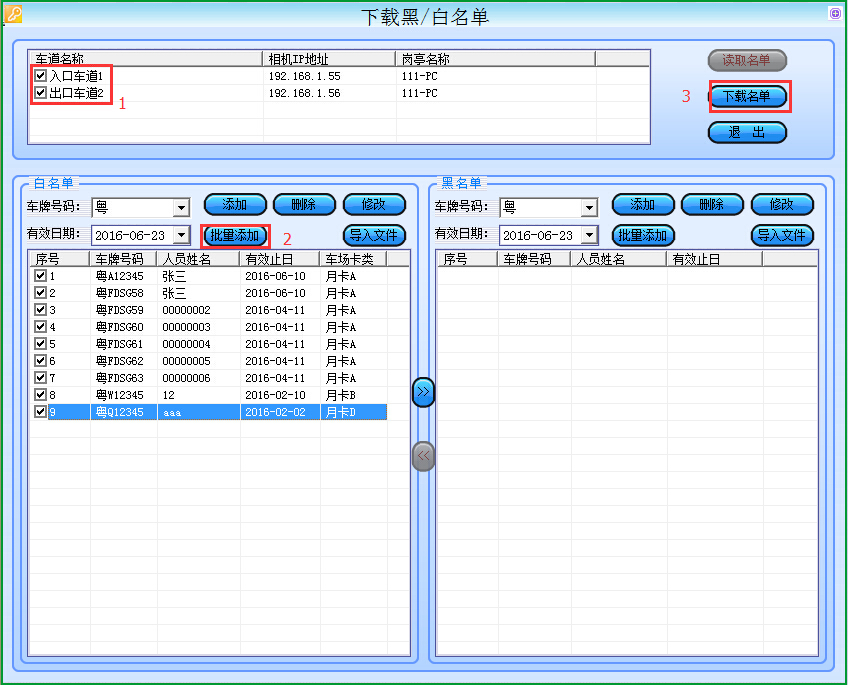 下载黑/白名单
车道名称 相机IP地址 岗亭名称
入口车道1 192.168.1.55 111-PC
出口车道2 192.168.1.56 111-PC
1
读取名单
3 下载名单
退 出
白名单
车牌号码: 粤 添加 删除 修改
有效日期: 2016-06-23 批量添加 2 导入文件
序号 车牌号码 人员姓名 有效止日 车场卡类
1 粤A12345 张三 2016-06-10 月卡A
2 粤FDSG58 张三 2016-06-10 月卡A
3 粤FDSG59 00000002 2016-04-11 月卡A
4 粤FDSG60 00000003 2016-04-11 月卡A
5 粤FDSG61 00000004 2016-04-11 月卡A
6 粤FDSG62 00000005 2016-04-11 月卡A
7 粤FDSG63 00000006 2016-04-11 月卡A
8 粤W12345 12 2016-02-10 月卡B
9 粤Q12345 aaa 2016-02-02 月卡D
>>
<<
黑名单
车牌号码: 粤 添加 删除 修改
有效日期: 2016-06-23 批量添加 导入文件
序号 车牌号码 人员姓名 有效止日